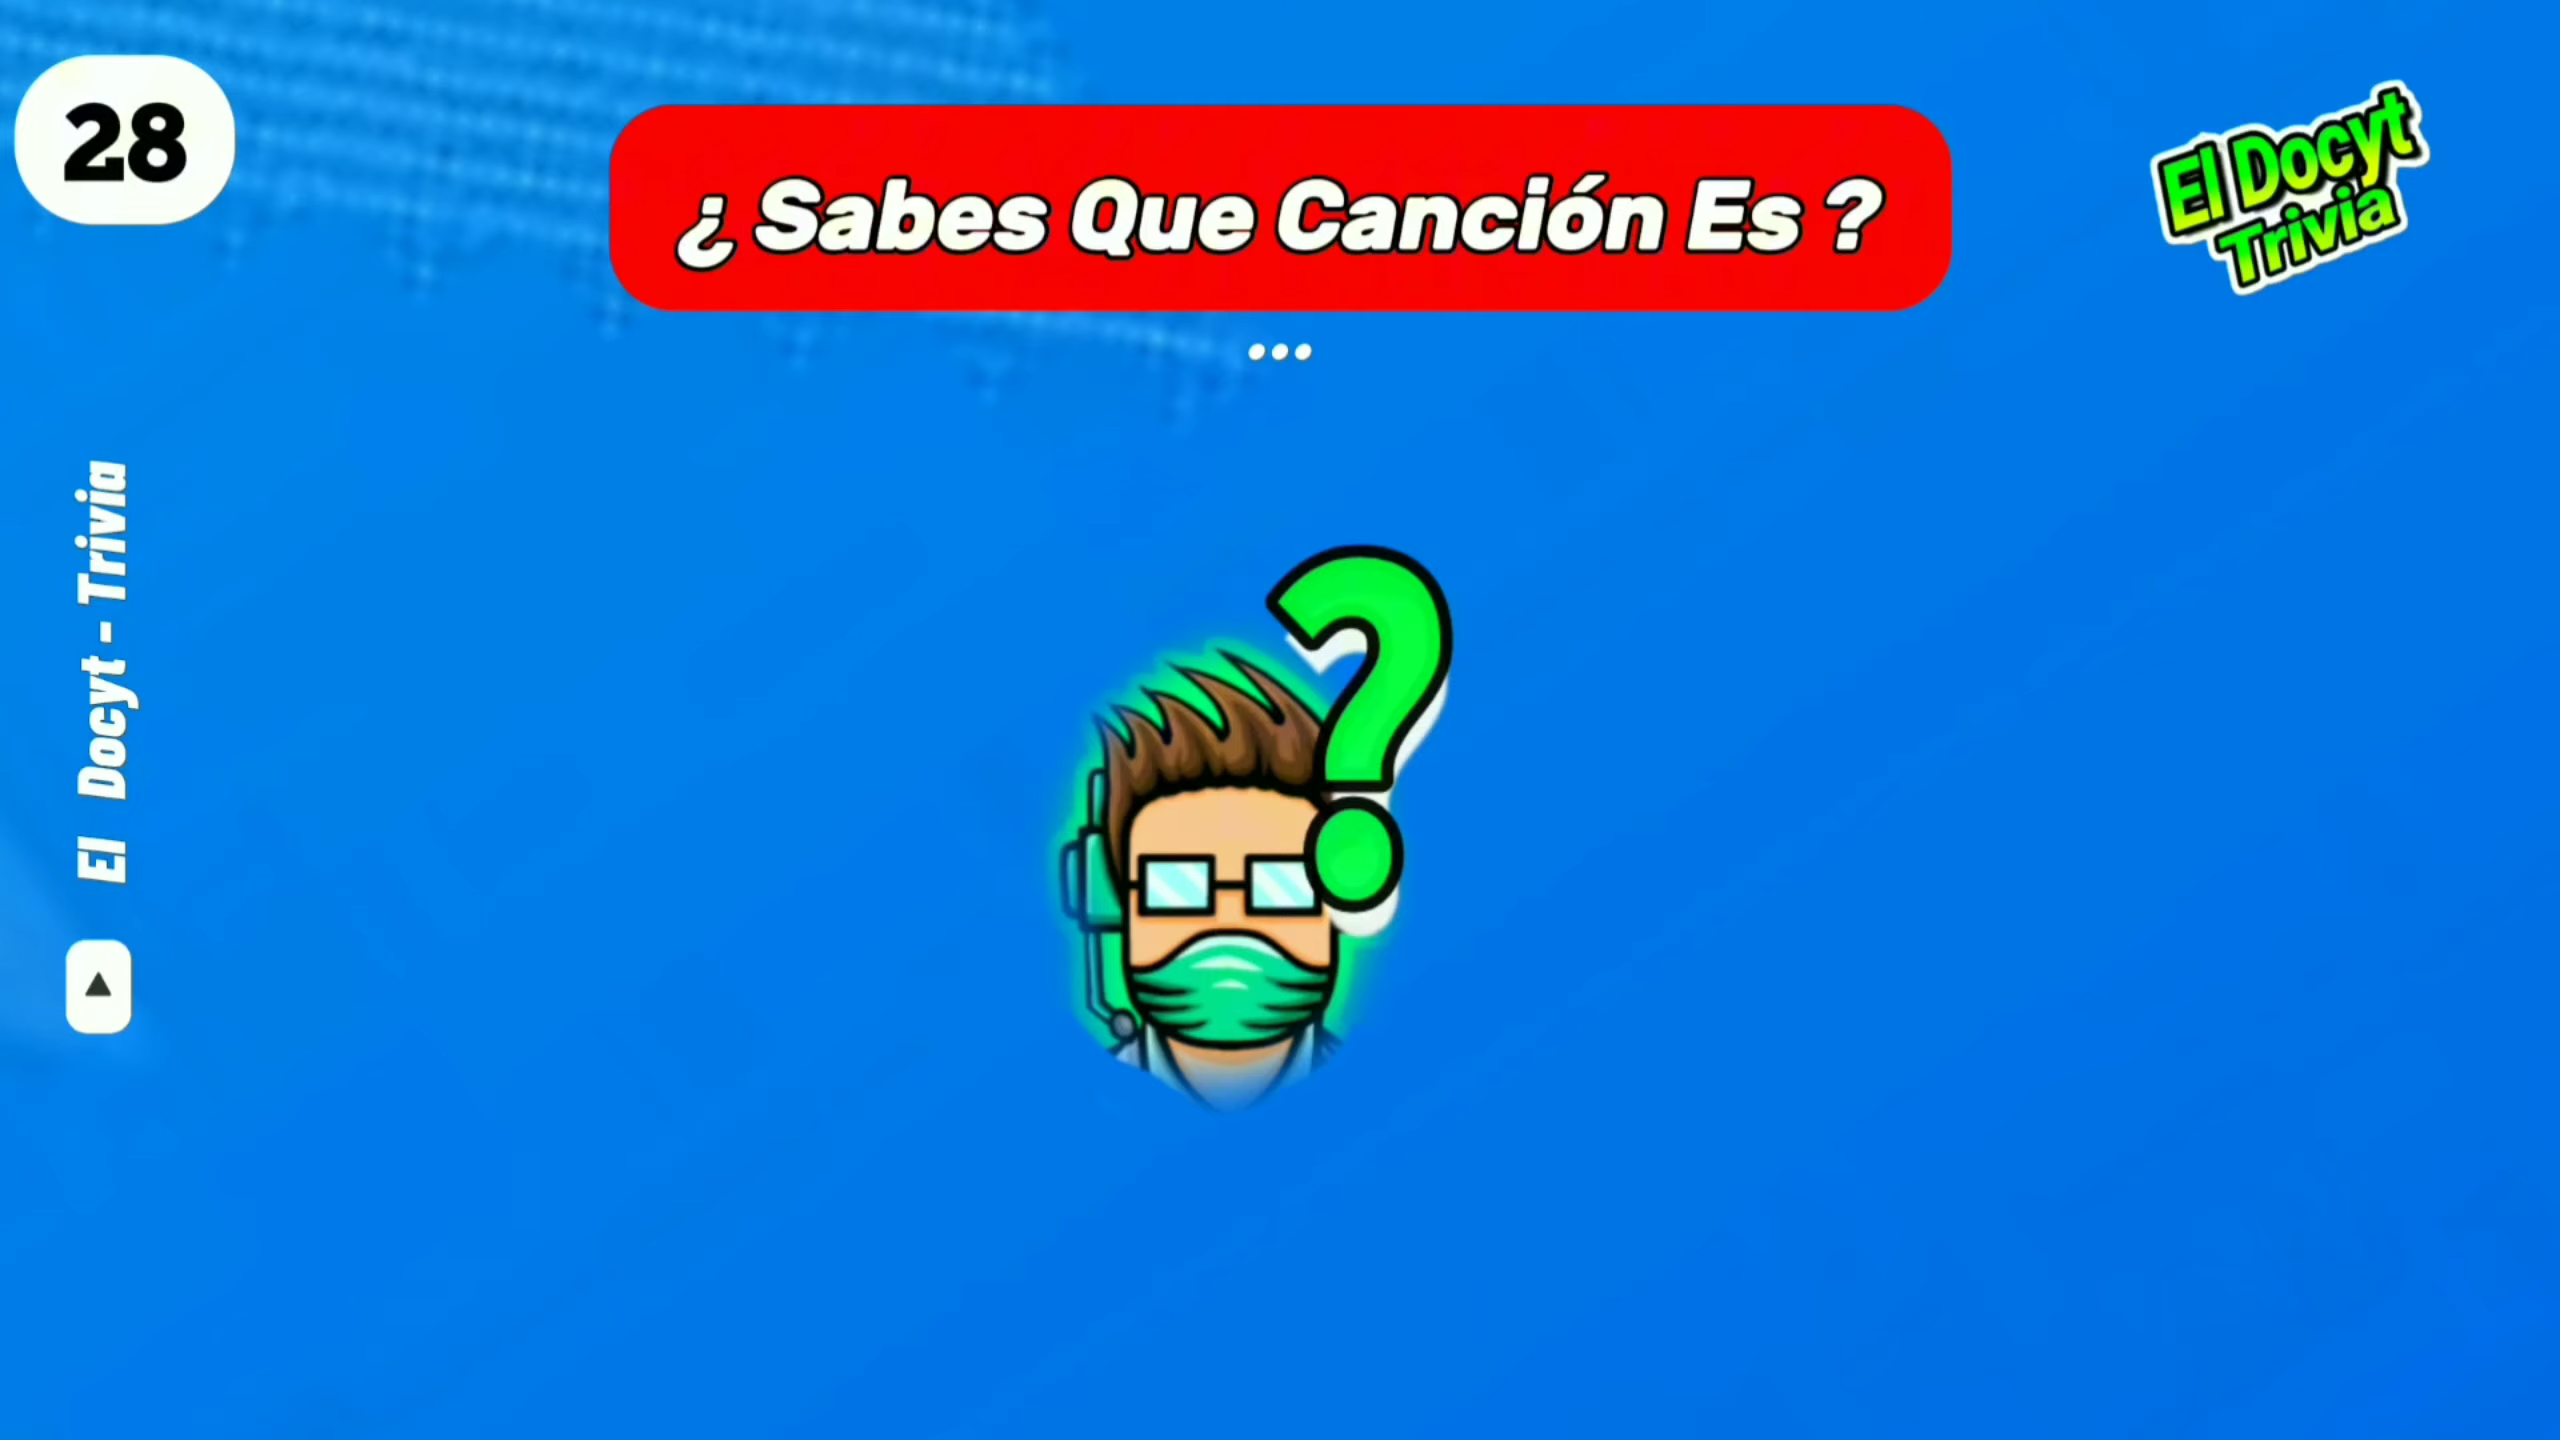 28
¿ Sabes Que Canción Es ?
...
El Docyt
Trivia
El Docyt - Trivia
?